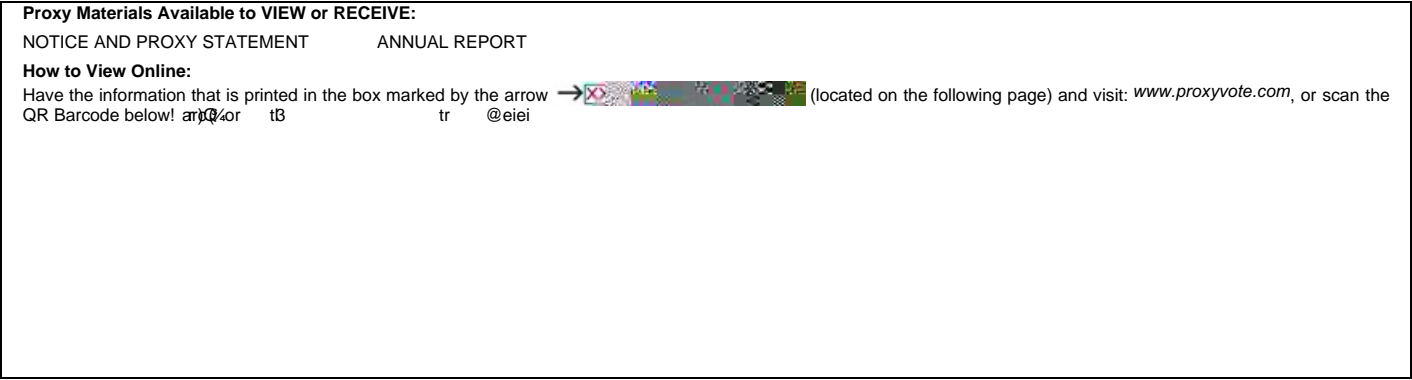 Proxy Materials Available to VIEW or RECEIVE:
NOTICE AND PROXY STATEMENT ANNUAL REPORT
How to View Online:
Have the information that is printed in the box marked by the arrow → (located on the following page) and visit: www.proxyvote.com, or scan the
QR Barcode below!